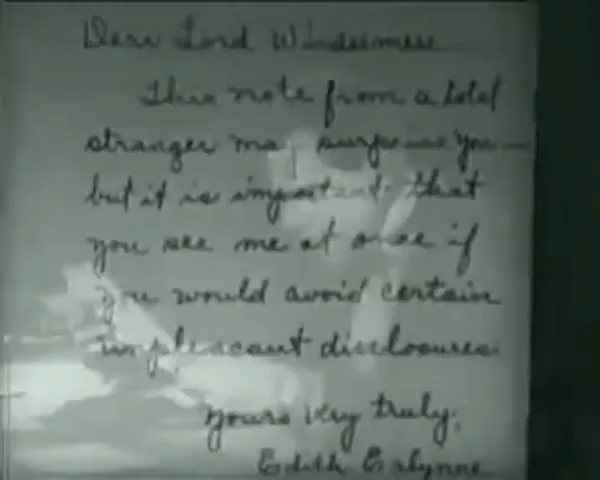 Dear Lord Windermere
This note from a total
stranger may surprise you—
but it is important that
you see me at once if
you would avoid certain
unpleasant disclosures.
Yours very truly,
Edith Erlynne